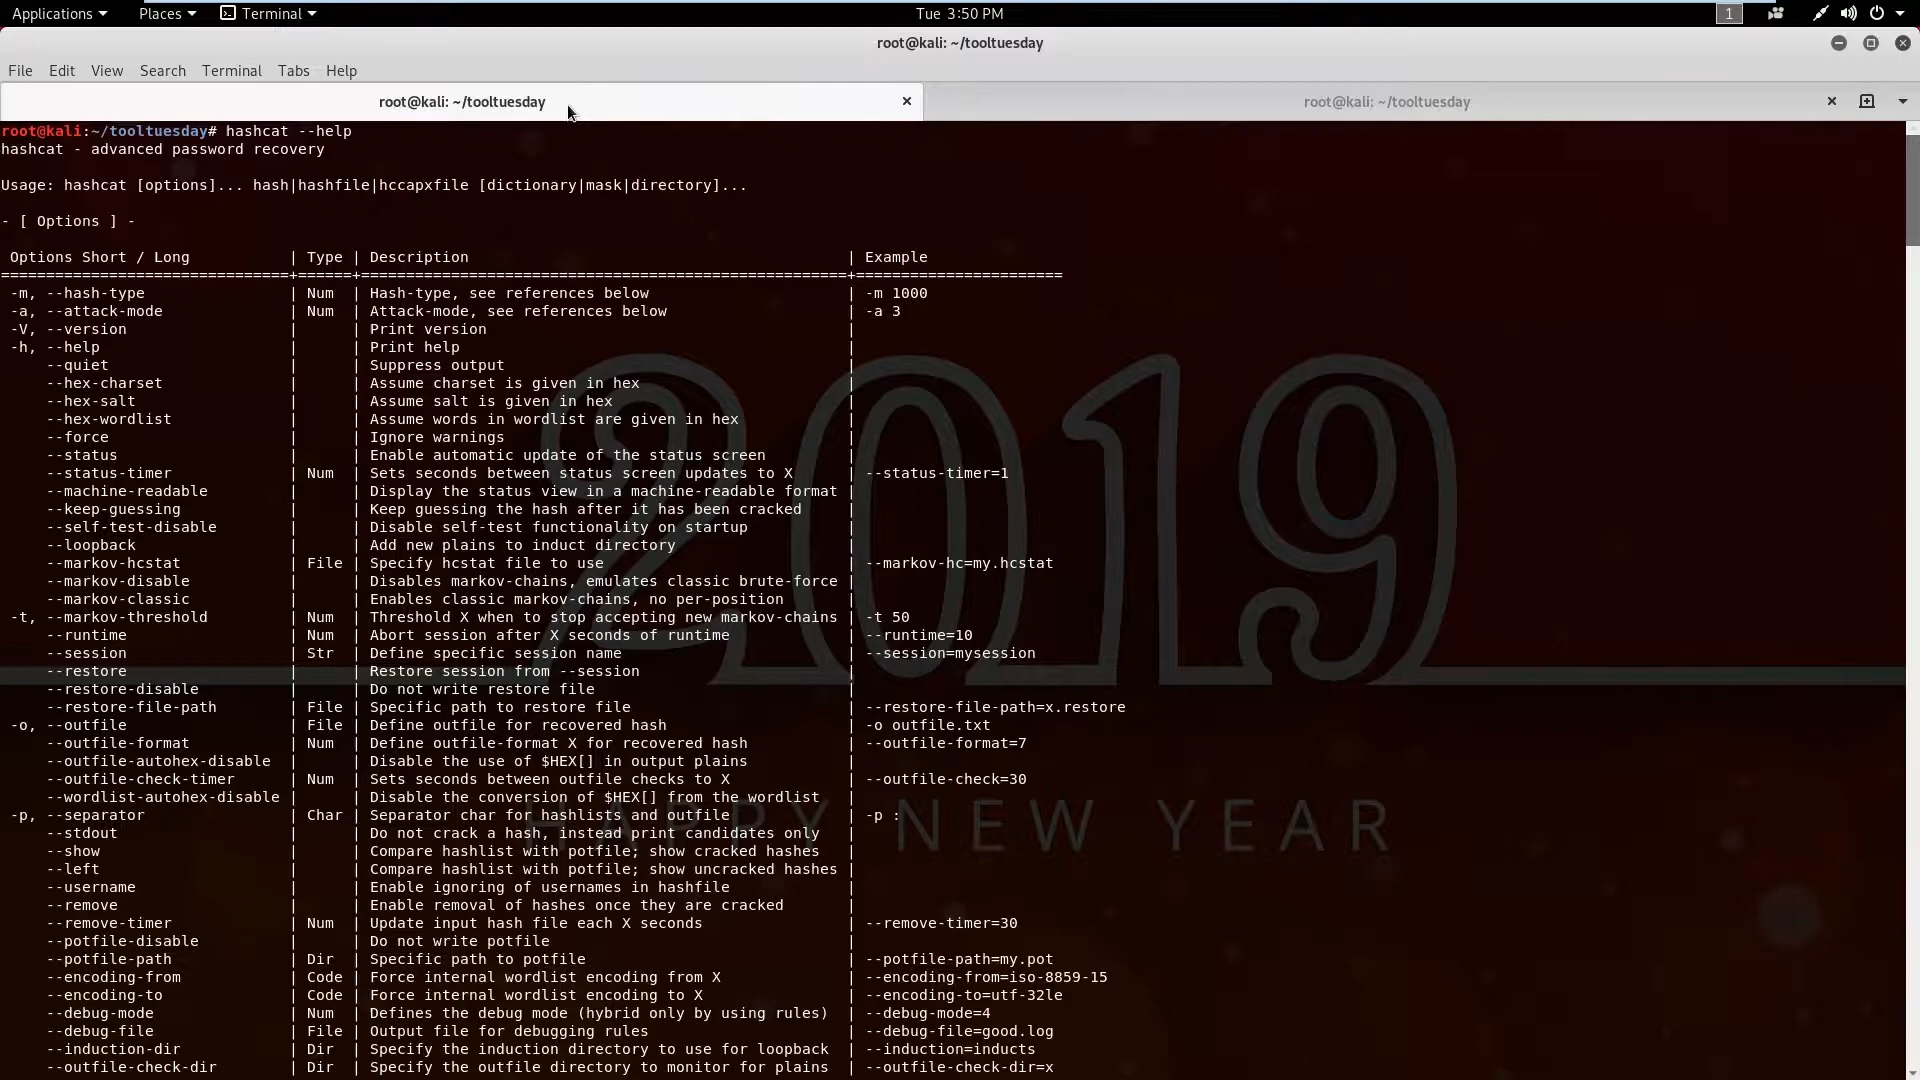 Applications Places Terminal Tue 3:50 PM 1
root@kali: ~/tooltuesday
File Edit View Search Terminal Tabs Help
root@kali: ~/tooltuesday root@kali: ~/tooltuesday
root@kali:~/tooltuesday# hashcat --help
hashcat - advanced password recovery
Usage: hashcat [options]... hash|hashfile|hccapxfile [dictionary|mask|directory]...
- [ Options ] -
 Options Short / Long           | Type | Description                                          | Example
================================+======+======================================================+=======================
 -m, --hash-type                | Num  | Hash-type, see references below                      | -m 1000
 -a, --attack-mode              | Num  | Attack-mode, see references below                    | -a 3
 -V, --version                  |      | Print version                                        |
 -h, --help                     |      | Print help                                           |
     --quiet                    |      | Suppress output                                      |
     --hex-charset              |      | Assume charset is given in hex                       |
     --hex-salt                 |      | Assume salt is given in hex                          |
     --hex-wordlist             |      | Assume words in wordlist are given in hex            |
     --force                    |      | Ignore warnings                                      |
     --status                   |      | Enable automatic update of the status screen         |
     --status-timer             | Num  | Sets seconds between status screen updates to X      | --status-timer=1
     --machine-readable         |      | Display the status view in a machine-readable format |
     --keep-guessing            |      | Keep guessing the hash after it has been cracked     |
     --self-test-disable        |      | Disable self-test functionality on startup           |
     --loopback                 |      | Add new plains to induct directory                   |
     --markov-hcstat            | File | Specify hcstat file to use                           | --markov-hc=my.hcstat
     --markov-disable           |      | Disables markov-chains, emulates classic brute-force |
     --markov-classic           |      | Enables classic markov-chains, no per-position       |
 -t, --markov-threshold         | Num  | Threshold X when to stop accepting new markov-chains | -t 50
     --runtime                  | Num  | Abort session after X seconds of runtime             | --runtime=10
     --session                  | Str  | Define specific session name                         | --session=mysession
     --restore                  |      | Restore session from --session                       |
     --restore-disable          |      | Do not write restore file                            |
     --restore-file-path        | File | Specific path to restore file                        | --restore-file-path=x.restore
 -o, --outfile                  | File | Define outfile for recovered hash                    | -o outfile.txt
     --outfile-format           | Num  | Define outfile-format X for recovered hash           | --outfile-format=7
     --outfile-autohex-disable  |      | Disable the use of $HEX[] in output plains           |
     --outfile-check-timer      | Num  | Sets seconds between outfile checks to X             | --outfile-check=30
     --wordlist-autohex-disable |      | Disable the conversion of $HEX[] from the wordlist   |
 -p, --separator                | Char | Separator char for hashlists and outfile             | -p :
     --stdout                   |      | Do not crack a hash, instead print candidates only   |
     --show                     |      | Compare hashlist with potfile; show cracked hashes   |
     --left                     |      | Compare hashlist with potfile; show uncracked hashes |
     --username                 |      | Enable ignoring of usernames in hashfile             |
     --remove                   |      | Enable removal of hashes once they are cracked       |
     --remove-timer             | Num  | Update input hash file each X seconds                | --remove-timer=30
     --potfile-disable          |      | Do not write potfile                                 |
     --potfile-path             | Dir  | Specific path to potfile                             | --potfile-path=my.pot
     --encoding-from            | Code | Force internal wordlist encoding from X              | --encoding-from=iso-8859-15
     --encoding-to              | Code | Force internal wordlist encoding to X                | --encoding-to=utf-32le
     --debug-mode               | Num  | Defines the debug mode (hybrid only by using rules)  | --debug-mode=4
     --debug-file               | File | Output file for debugging rules                      | --debug-file=good.log
     --induction-dir            | Dir  | Specify the induction directory to use for loopback  | --induction=inducts
     --outfile-check-dir        | Dir  | Specify the outfile directory to monitor for plains  | --outfile-check-dir=x
2019
HAPPY NEW YEAR